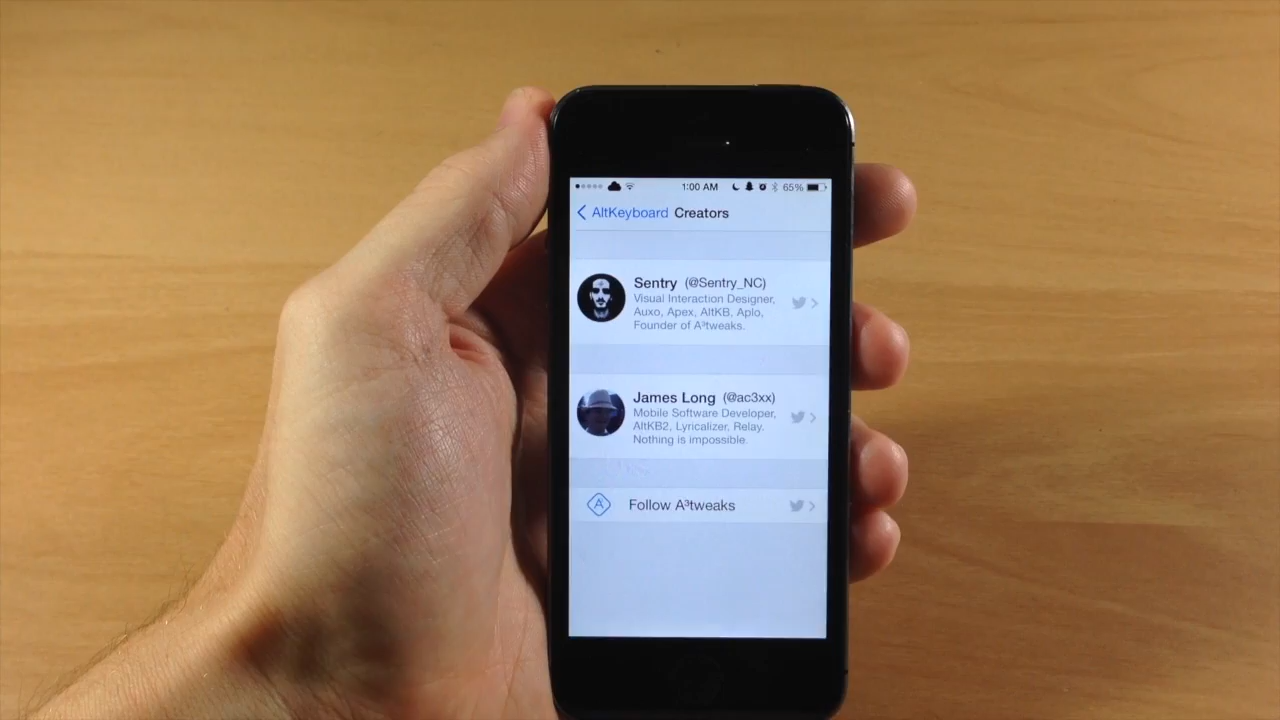 1:00 AM 65%
AltKeyboard Creators
Sentry (@Sentry_NC)
Visual Interaction Designer,
Auxo, Apex, AltKB, Aplo,
Founder of A³tweaks.
James Long (@ac3xx)
Mobile Software Developer,
AltKB2, Lyricalizer, Relay.
Nothing is impossible.
A Follow A³tweaks